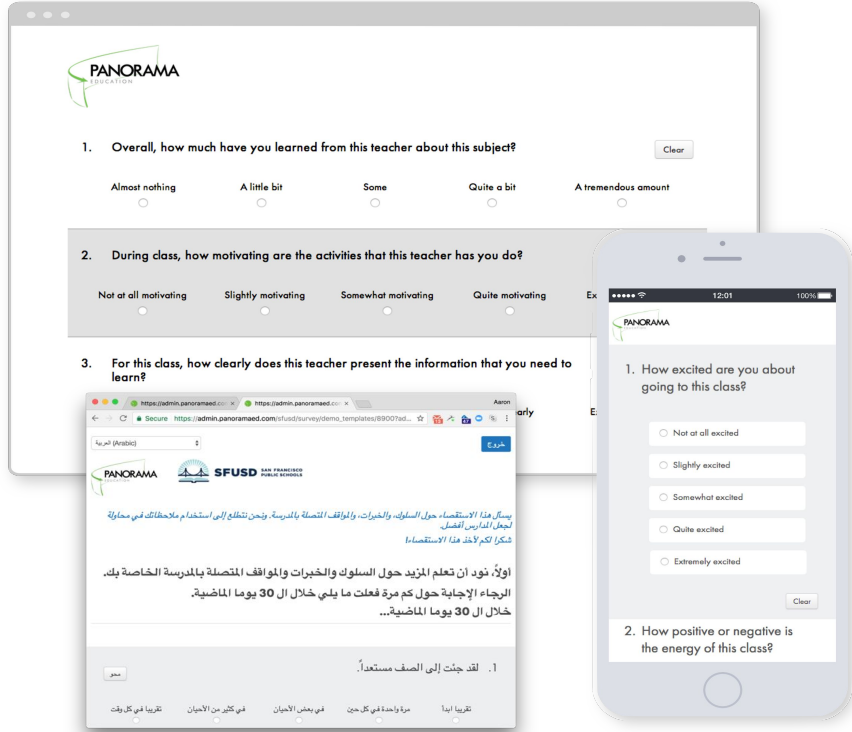 PANORAMA
EDUCATION
1. Overall, how much have you learned from this teacher about this subject?
Clear
Almost nothing A little bit Some Quite a bit A tremendous amount
2. During class, how motivating are the activities that this teacher has you do?
Not at all motivating Slightly motivating Somewhat motivating Quite motivating Ex
3. For this class, how clearly does this teacher present the information that you need to
learn?
arly E
https://admin.panoramaed.com × https://admin.panoramaed.com × Aaron
Secure https://admin.panoramaed.com/sfusd/survey/demo_templates/8900?ad...
العربية (Arabic)
خروج
PANORAMA
EDUCATION
SFUSD SAN FRANCISCO
PUBLIC SCHOOLS
يسأل هذا الاستقصاء حول السلوك، والخبرات، والمواقف المتصلة بالمدرسة. ونحن نتطلع إلى استخدام ملاحظاتك في محاولة
لجعل المدارس أفضل.
شكرا لكم لأخذ هذا الاستقصاء!
أولاً، نود أن تعلم المزيد حول السلوك والخبرات والمواقف المتصلة بالمدرسة الخاصة بك.
الرجاء الإجابة حول كم مرة فعلت ما يلي خلال ال 30 يوما الماضية.
خلال ال 30 يوما الماضية...
1. لقد جئت إلى الصف مستعداً.
محو
تقريبا ابدأ مرة واحدة في كل حين في بعض الأحيان في كثير من الأحيان تقريبا في كل وقت
12:01 100%
PANORAMA
1. How excited are you about
going to this class?
Not at all excited
Slightly excited
Somewhat excited
Quite excited
Extremely excited
Clear
2. How positive or negative is
the energy of this class?